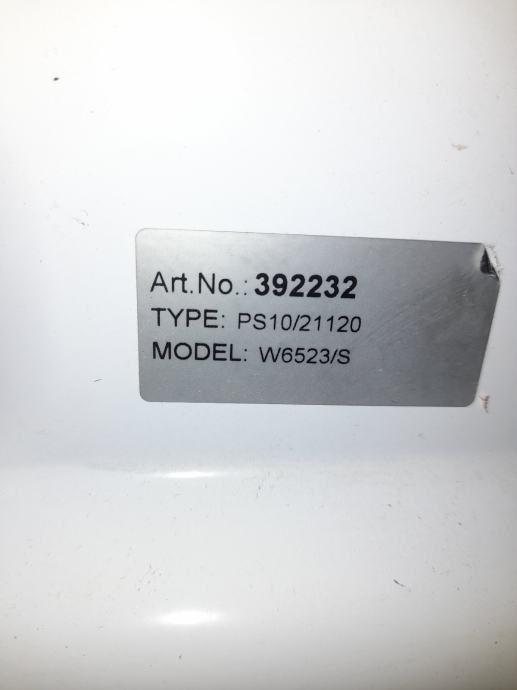 Art.No.: 392232
TYPE: PS10/21120
MODEL: W6523/S